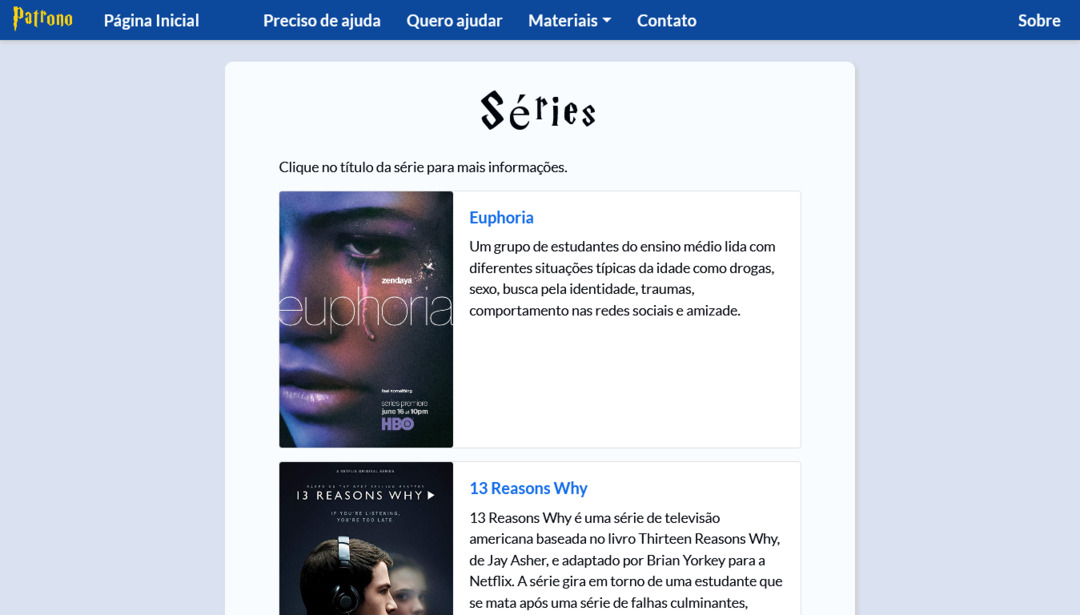 Patrono Página Inicial Preciso de ajuda Quero ajudar Materiais Contato Sobre
Séries
Clique no título da série para mais informações.
zendaya
euphoria
feel something
series premiere
june 16 at 10pm
HBO
Euphoria
Um grupo de estudantes do ensino médio lida com
diferentes situações típicas da idade como drogas,
sexo, busca pela identidade, traumas,
comportamento nas redes sociais e amizade.
A NETFLIX ORIGINAL SERIES
BASED ON THE BEST SELLING MYSTERY
13 REASONS WHY
IF YOU'RE LISTENING,
YOU'RE TOO LATE
13 Reasons Why
13 Reasons Why é uma série de televisão
americana baseada no livro Thirteen Reasons Why,
de Jay Asher, e adaptado por Brian Yorkey para a
Netflix. A série gira em torno de uma estudante que
se mata após uma série de falhas culminantes,